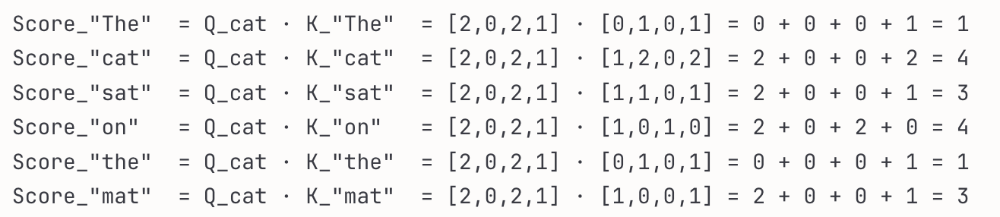 Score_"The"  = Q_cat · K_"The"  = [2,0,2,1] · [0,1,0,1] = 0 + 0 + 0 + 1 = 1
Score_"cat"  = Q_cat · K_"cat"  = [2,0,2,1] · [1,2,0,2] = 2 + 0 + 0 + 2 = 4
Score_"sat"  = Q_cat · K_"sat"  = [2,0,2,1] · [1,1,0,1] = 2 + 0 + 0 + 1 = 3
Score_"on"   = Q_cat · K_"on"   = [2,0,2,1] · [1,0,1,0] = 2 + 0 + 2 + 0 = 4
Score_"the"  = Q_cat · K_"the"  = [2,0,2,1] · [0,1,0,1] = 0 + 0 + 0 + 1 = 1
Score_"mat"  = Q_cat · K_"mat"  = [2,0,2,1] · [1,0,0,1] = 2 + 0 + 0 + 1 = 3